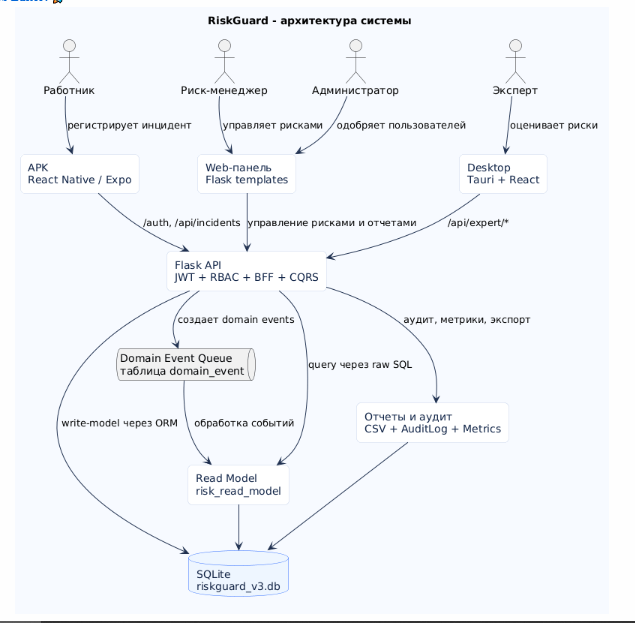 RiskGuard - архитектура системы
Работник
Риск-менеджер
Администратор
Эксперт
регистрирует инцидент
управляет рисками
одобряет пользователей
оценивает риски
APK
React Native / Expo
Web-панель
Flask templates
Desktop
Tauri + React
/auth, /api/incidents
управление рисками и отчетами
/api/expert/*
Flask API
JWT + RBAC + BFF + CQRS
создает domain events
аудит, метрики, экспорт
Domain Event Queue
таблица domain_event
query через raw SQL
write-model через ORM
обработка событий
Отчеты и аудит
CSV + AuditLog + Metrics
Read Model
risk_read_model
SQLite
riskguard_v3.db